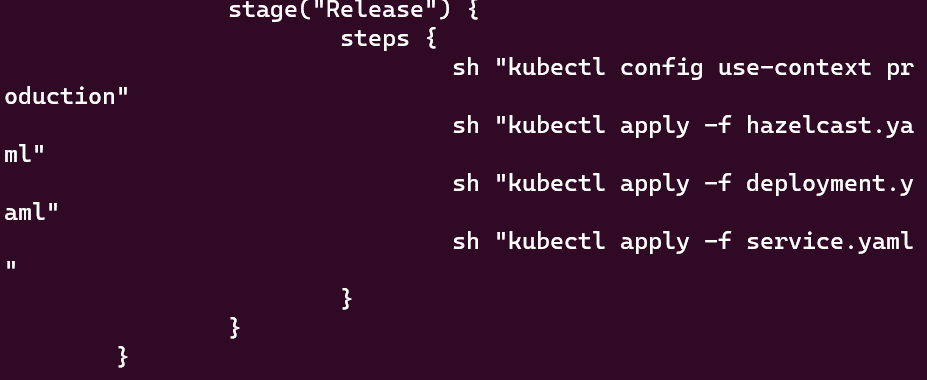 stage("Release") {
steps {
sh "kubectl config use-context pr
oduction"
sh "kubectl apply -f hazelcast.ya
ml"
sh "kubectl apply -f deployment.y
aml"
sh "kubectl apply -f service.yaml
"
}
}
}